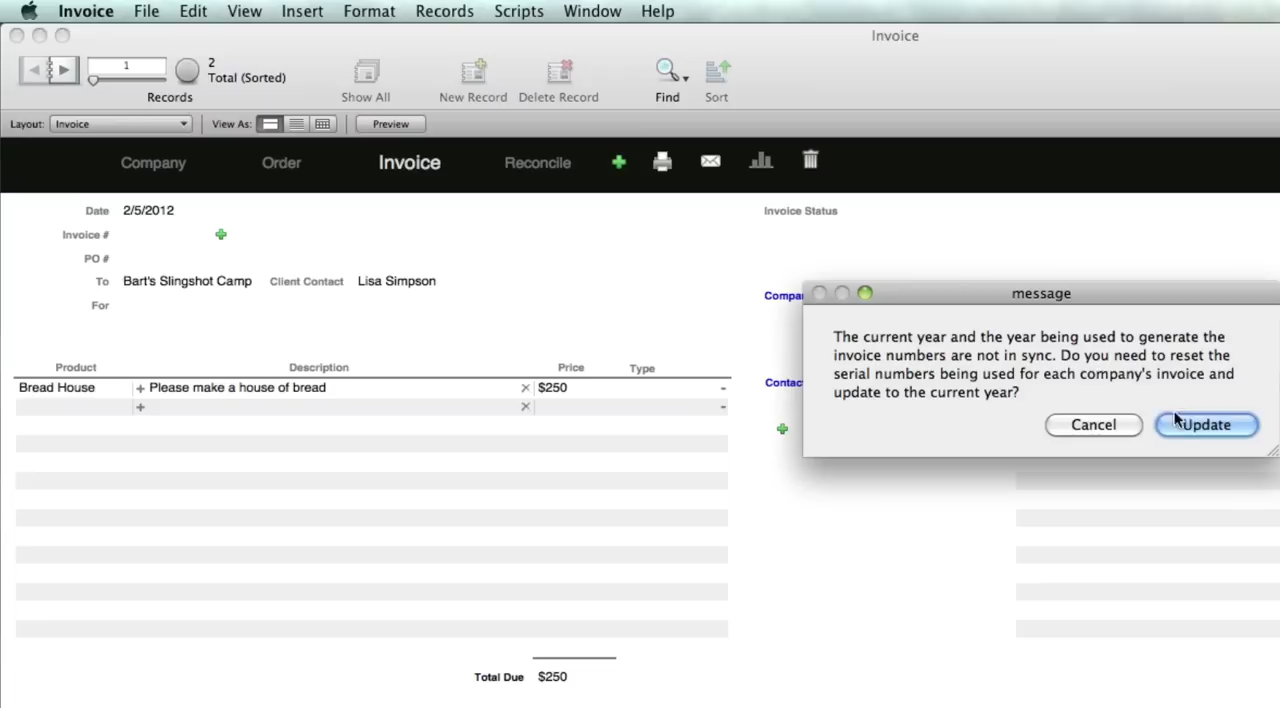 Invoice File Edit View Insert Format Records Scripts Window Help
Invoice
1
2
Total (Sorted)
Records
Show All
New Record
Delete Record
Find
Sort
Layout: Invoice
View As:
Preview
Company Order Invoice Reconcile
Date 2/5/2012
Invoice #
PO #
To Bart's Slingshot Camp Client Contact Lisa Simpson
For
Invoice Status
message
The current year and the year being used to generate the
invoice numbers are not in sync. Do you need to reset the
serial numbers being used for each company's invoice and
update to the current year?
Cancel Update
Product Description Price Type
Bread House + Please make a house of bread × $250 -
+ × -
Total Due $250